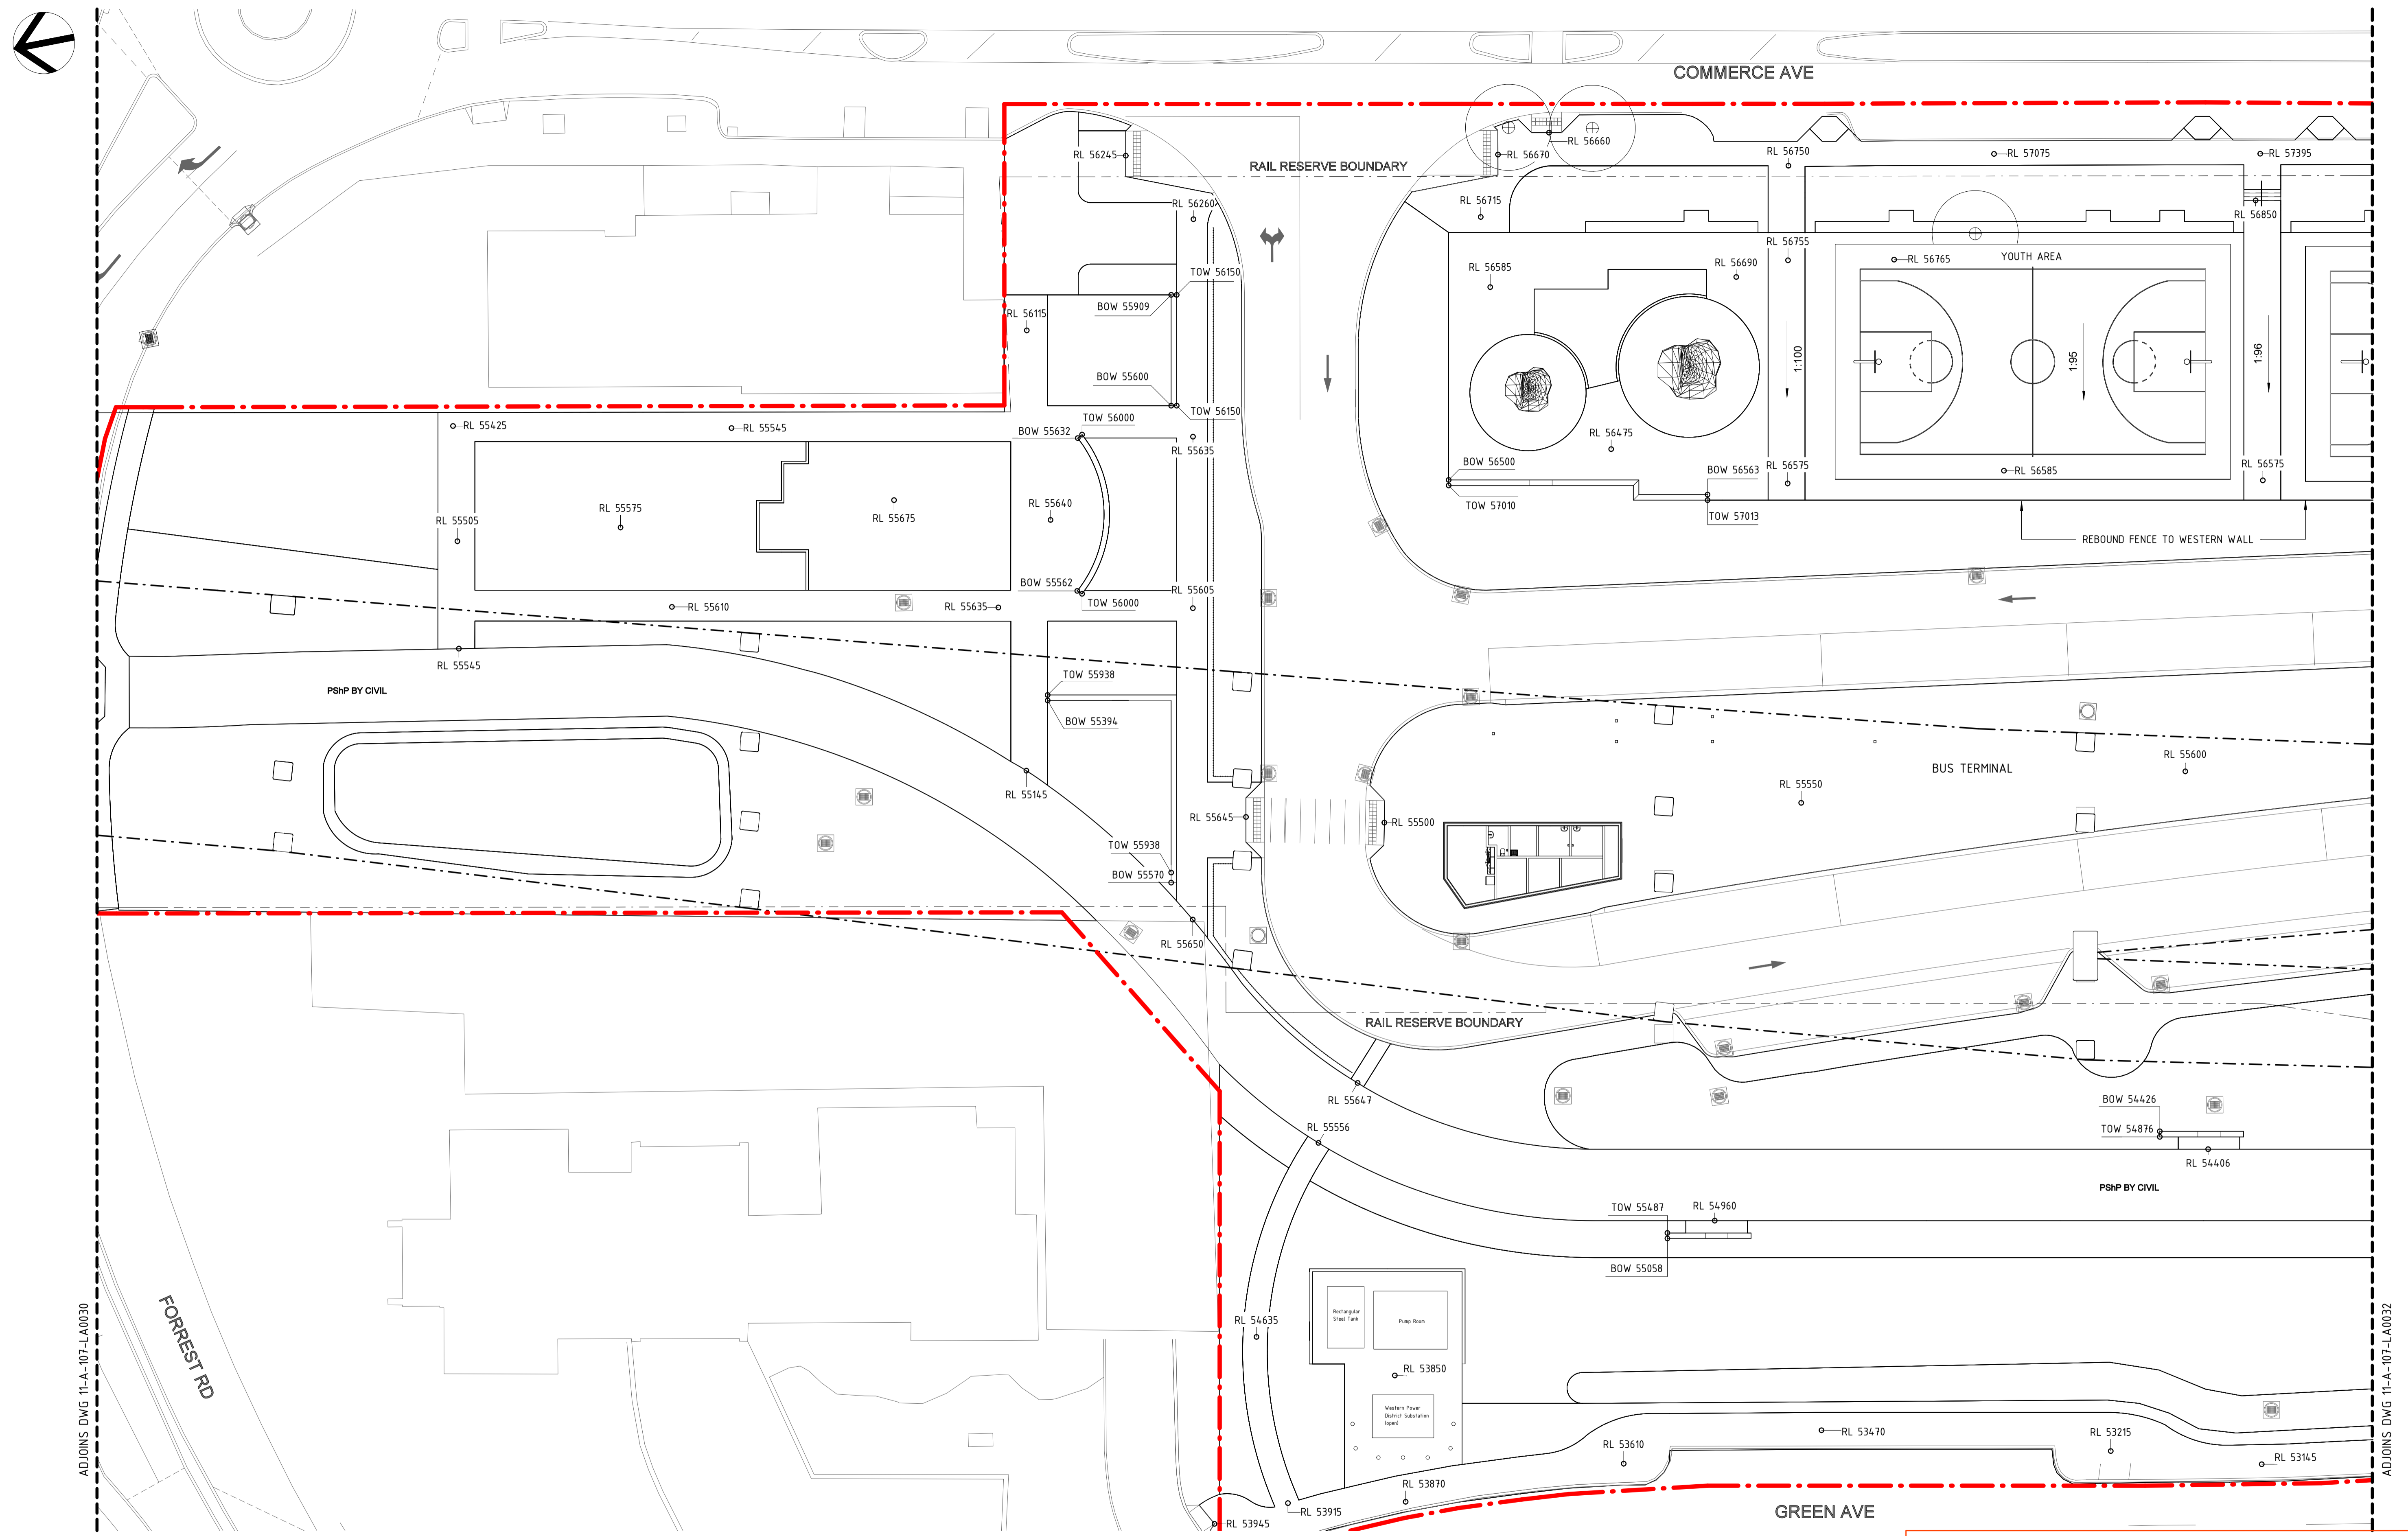 COMMERCE AVE
RL 56245
RAIL RESERVE BOUNDARY
RL 56670
RL 56660
RL 56750
RL 57075
RL 57395
RL 56260
RL 56715
RL 56850
RL 56755
RL 56765
YOUTH AREA
RL 56585
RL 56690
TOW 56150
BOW 55909
RL 56115
1:100
1:95
1:96
BOW 55600
TOW 56150
TOW 56000
BOW 55632
RL 55425
RL 55545
RL 55635
RL 56475
BOW 56500
BOW 56563
RL 56575
RL 56585
RL 56575
TOW 57010
TOW 57013
RL 55505
RL 55575
RL 55675
RL 55640
REBOUND FENCE TO WESTERN WALL
BOW 55562
TOW 56000
RL 55605
RL 55610
RL 55635
RL 55545
PShP BY CIVIL
TOW 55938
BOW 55394
RL 55600
BUS TERMINAL
RL 55550
RL 55145
RL 55645
RL 55500
TOW 55938
BOW 55570
RL 55650
RAIL RESERVE BOUNDARY
RL 55647
RL 55556
BOW 54426
TOW 54876
RL 54406
PShP BY CIVIL
TOW 55487
RL 54960
BOW 55058
Rectangular
Steel Tank
Pump Room
RL 54635
RL 53850
Western Power
District Substation
(open)
FORREST RD
ADJOINS DWG 11-A-107-LA0030
ADJOINS DWG 11-A-107-LA0032
RL 53610
RL 53470
RL 53215
RL 53145
RL 53870
RL 53915
RL 53945
GREEN AVE